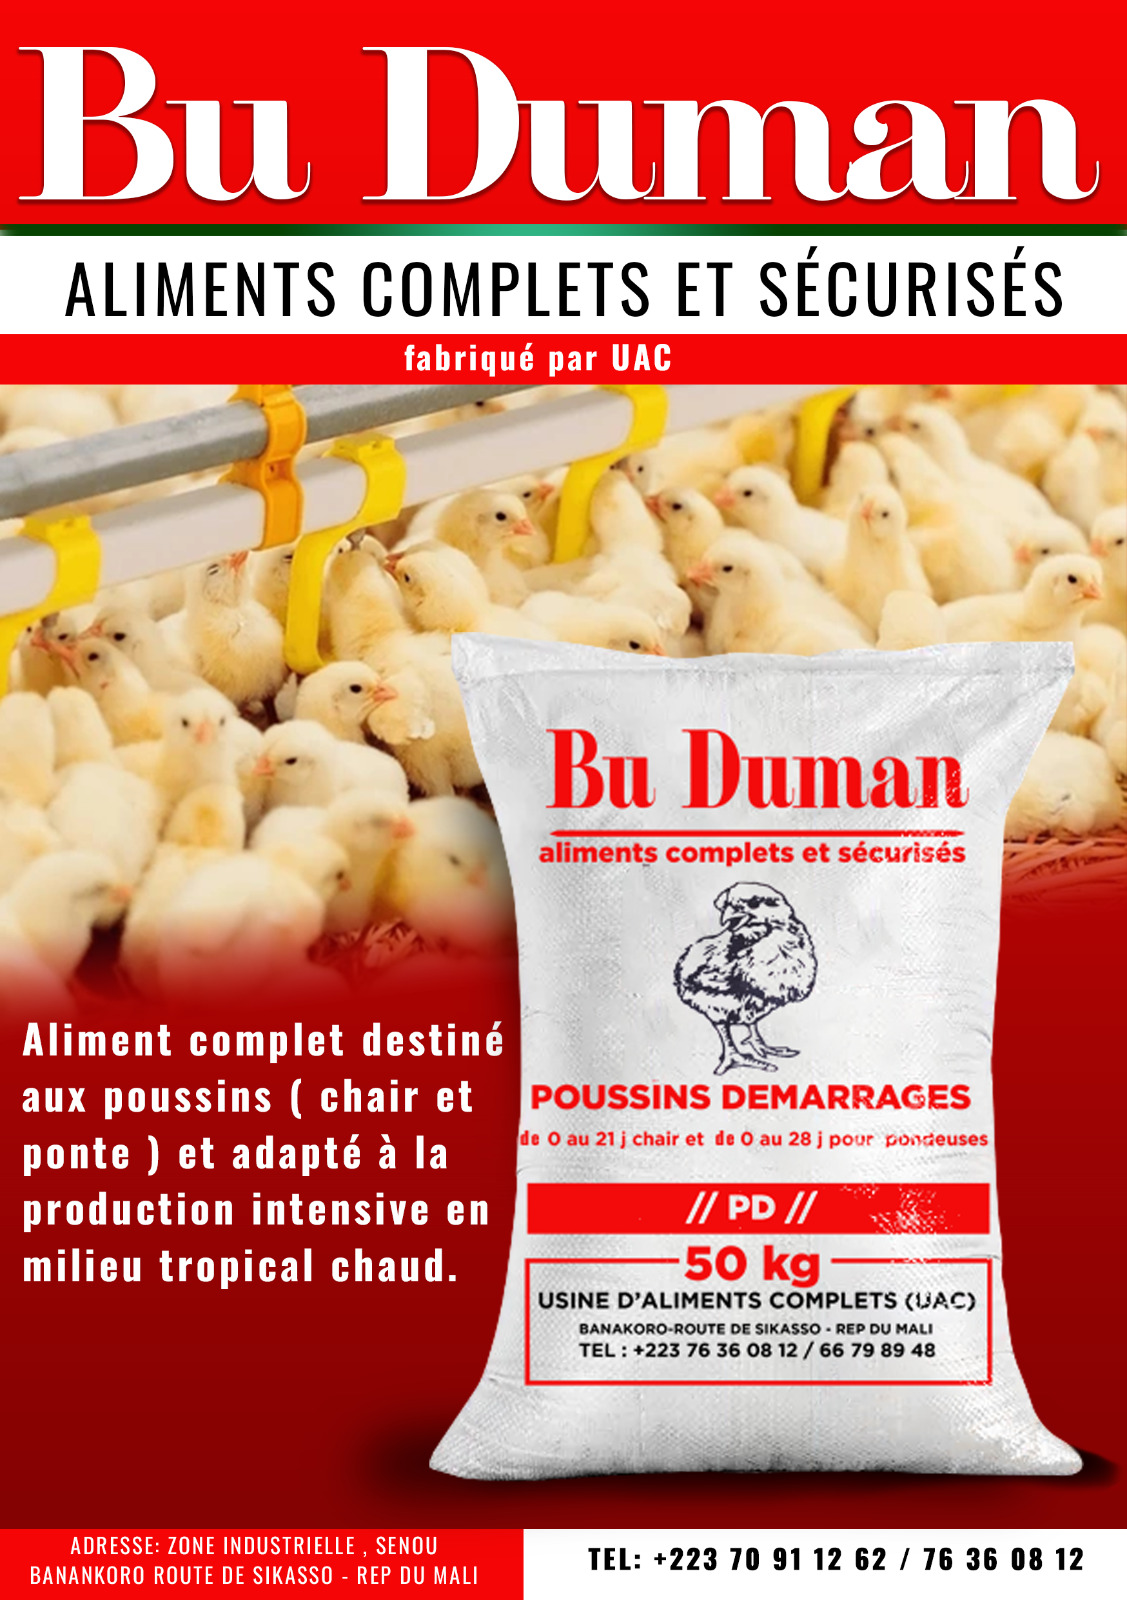 Bu Duman
ALIMENTS COMPLETS ET SÉCURISÉS
fabriqué par UAC
Bu Duman
aliments complets et sécurisés
POUSSINS DEMARRAGES
de 0 au 21 j chair et de 0 au 28 j pour pondeuses
// PD //
50 kg
USINE D'ALIMENTS COMPLETS (UAC)
BANAKORO-ROUTE DE SIKASSO - REP DU MALI
TEL : +223 76 36 08 12 / 66 79 89 48
Aliment complet destiné
aux poussins ( chair et
ponte ) et adapté à la
production intensive en
milieu tropical chaud.
ADRESSE: ZONE INDUSTRIELLE , SENOU
BANANKORO ROUTE DE SIKASSO - REP DU MALI
TEL: +223 70 91 12 62 / 76 36 08 12